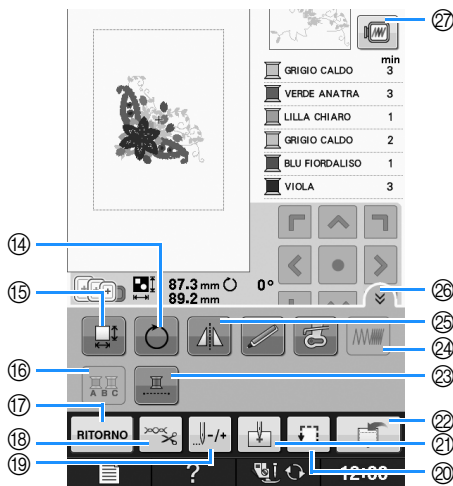 ㉗
min
GRIGIO CALDO 3
VERDE ANATRA 3
LILLA CHIARO 1
GRIGIO CALDO 2
BLU FIORDALISO 1
VIOLA 3
⑭
87.3 mm 0°
89.2 mm
㉖
⑮
㉕
㉔
⑯
A B C
㉓
⑰
RITORNO
-/+
㉒
⑱
⑲
㉑
⑳
?